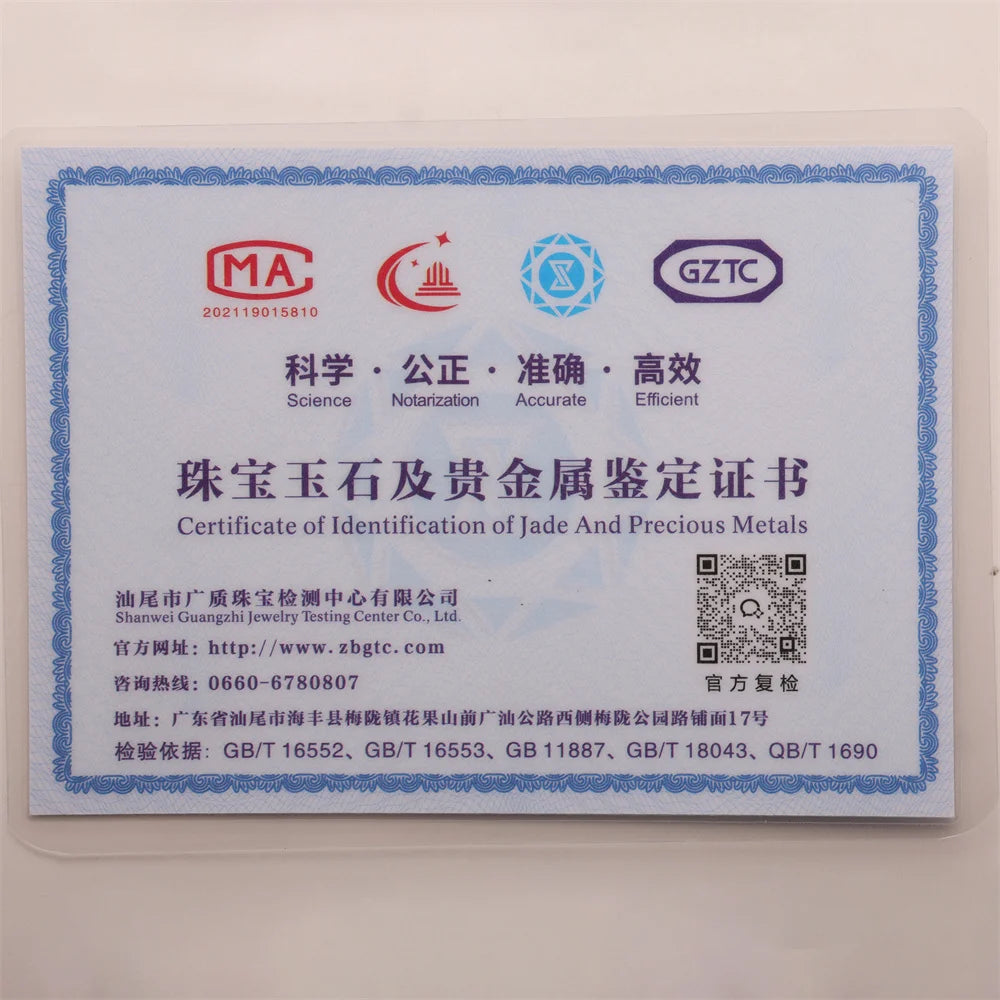 CMA
202119015810
GZTC
科学·公正·准确·高效
Science Notarization Accurate Efficient
珠宝玉石及贵金属鉴定证书
Certificate of Identification of Jade And Precious Metals
汕尾市广质珠宝检测中心有限公司
Shanwei Guangzhi Jewelry Testing Center Co., Ltd.
官方网址：http://www.zbgtc.com
咨询热线：0660-6780807
官方复检
地址：广东省汕尾市海丰县梅陇镇花果山前广汕公路西侧梅陇公园路铺面17号
检验依据：GB/T 16552、GB/T 16553、GB 11887、GB/T 18043、QB/T 1690